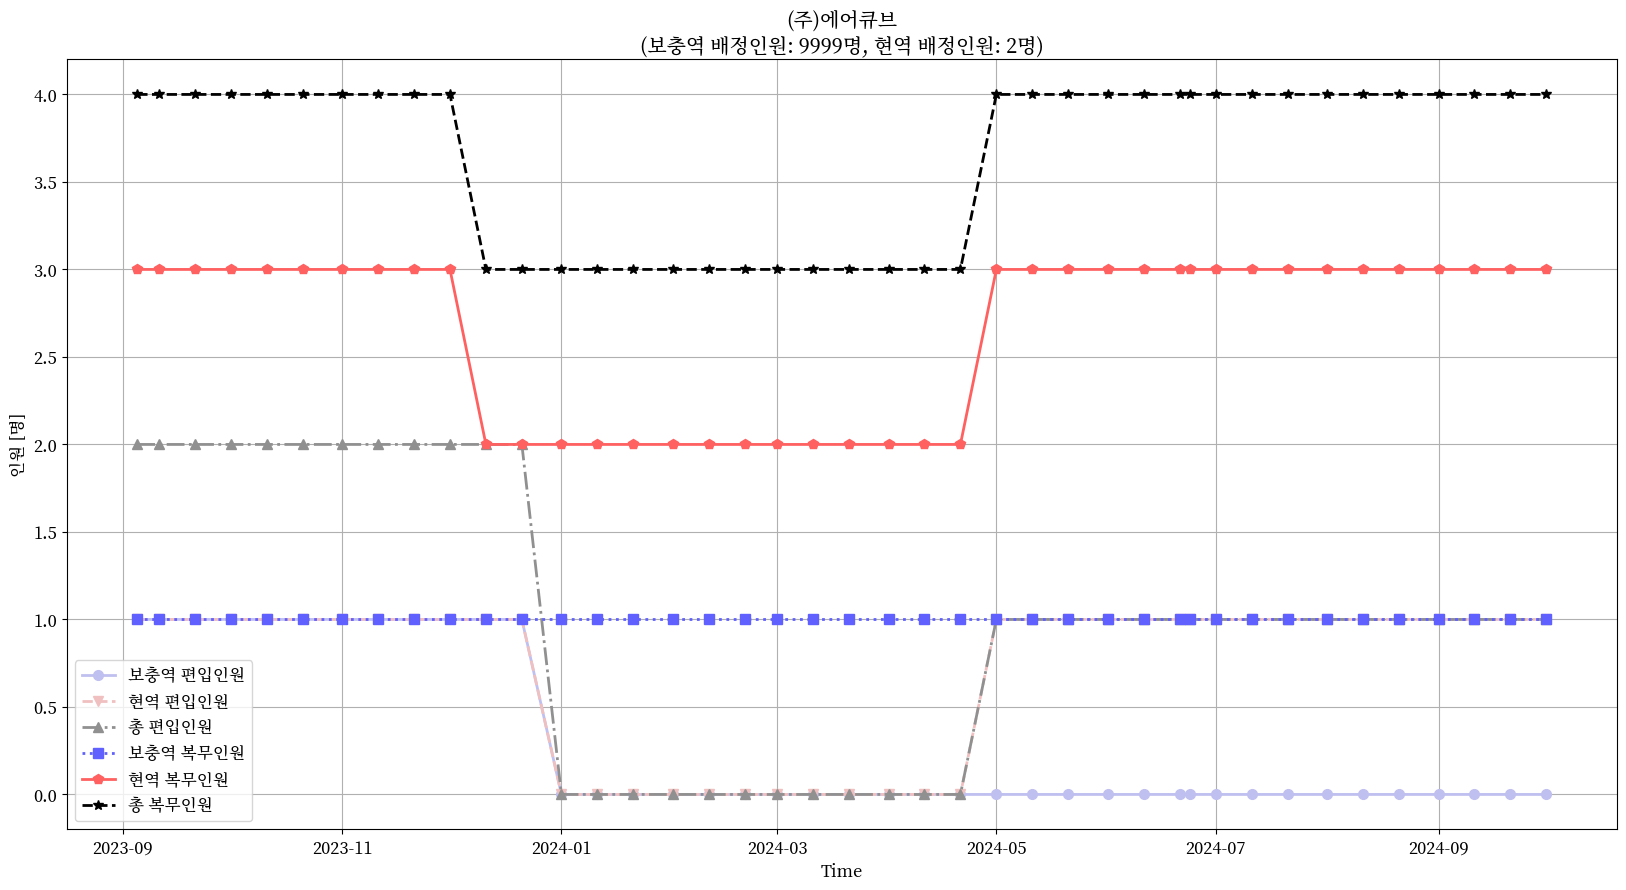 (주)에어큐브
(보충역 배정인원: 9999명, 현역 배정인원: 2명)
인원 [명]
4.0
3.5
3.0
2.5
2.0
1.5
1.0
0.5
0.0
보충역 편입인원
현역 편입인원
총 편입인원
보충역 복무인원
현역 복무인원
총 복무인원
2023-09
2023-11
2024-01
2024-03
2024-05
2024-07
2024-09
Time